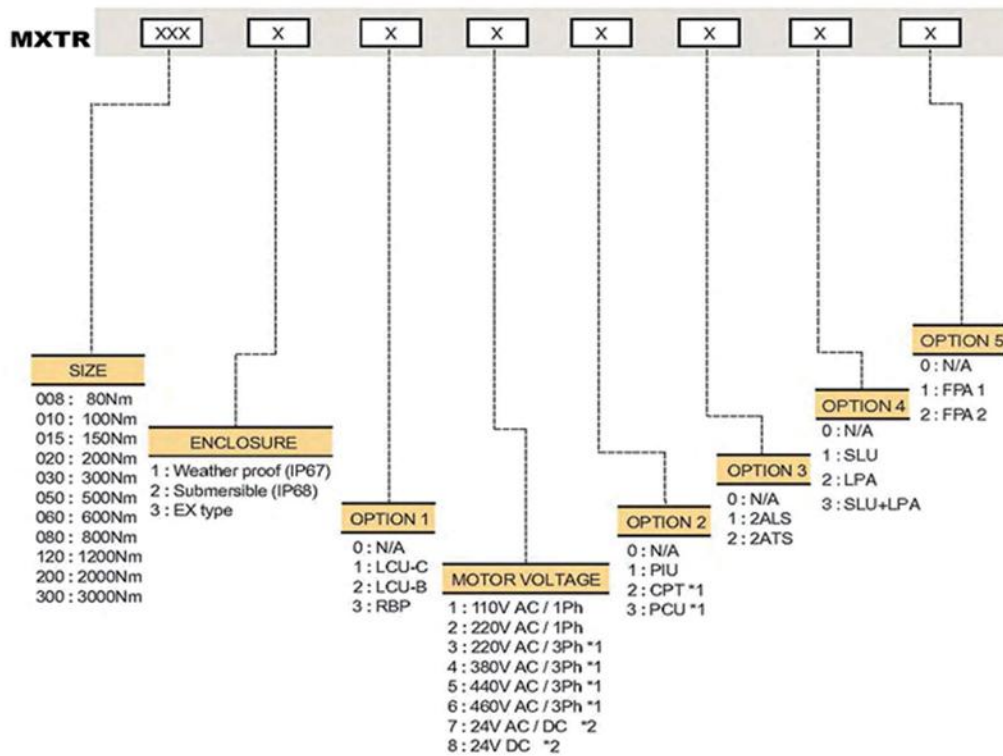 MXTR XXX X X X X X X X
SIZE
008 : 80Nm
010 : 100Nm
015 : 150Nm
020 : 200Nm
030 : 300Nm
050 : 500Nm
060 : 600Nm
080 : 800Nm
120 : 1200Nm
200 : 2000Nm
300 : 3000Nm
ENCLOSURE
1 : Weather proof (IP67)
2 : Submersible (IP68)
3 : EX type
OPTION 1
0 : N/A
1 : LCU-C
2 : LCU-B
3 : RBP
MOTOR VOLTAGE
1 : 110V AC / 1Ph
2 : 220V AC / 1Ph
3 : 220V AC / 3Ph *1
4 : 380V AC / 3Ph *1
5 : 440V AC / 3Ph *1
6 : 460V AC / 3Ph *1
7 : 24V AC / DC *2
8 : 24V DC *2
OPTION 2
0 : N/A
1 : PIU
2 : CPT *1
3 : PCU *1
OPTION 3
0 : N/A
1 : 2ALS
2 : 2ATS
OPTION 4
0 : N/A
1 : SLU
2 : LPA
3 : SLU+LPA
OPTION 5
0 : N/A
1 : FPA 1
2 : FPA 2